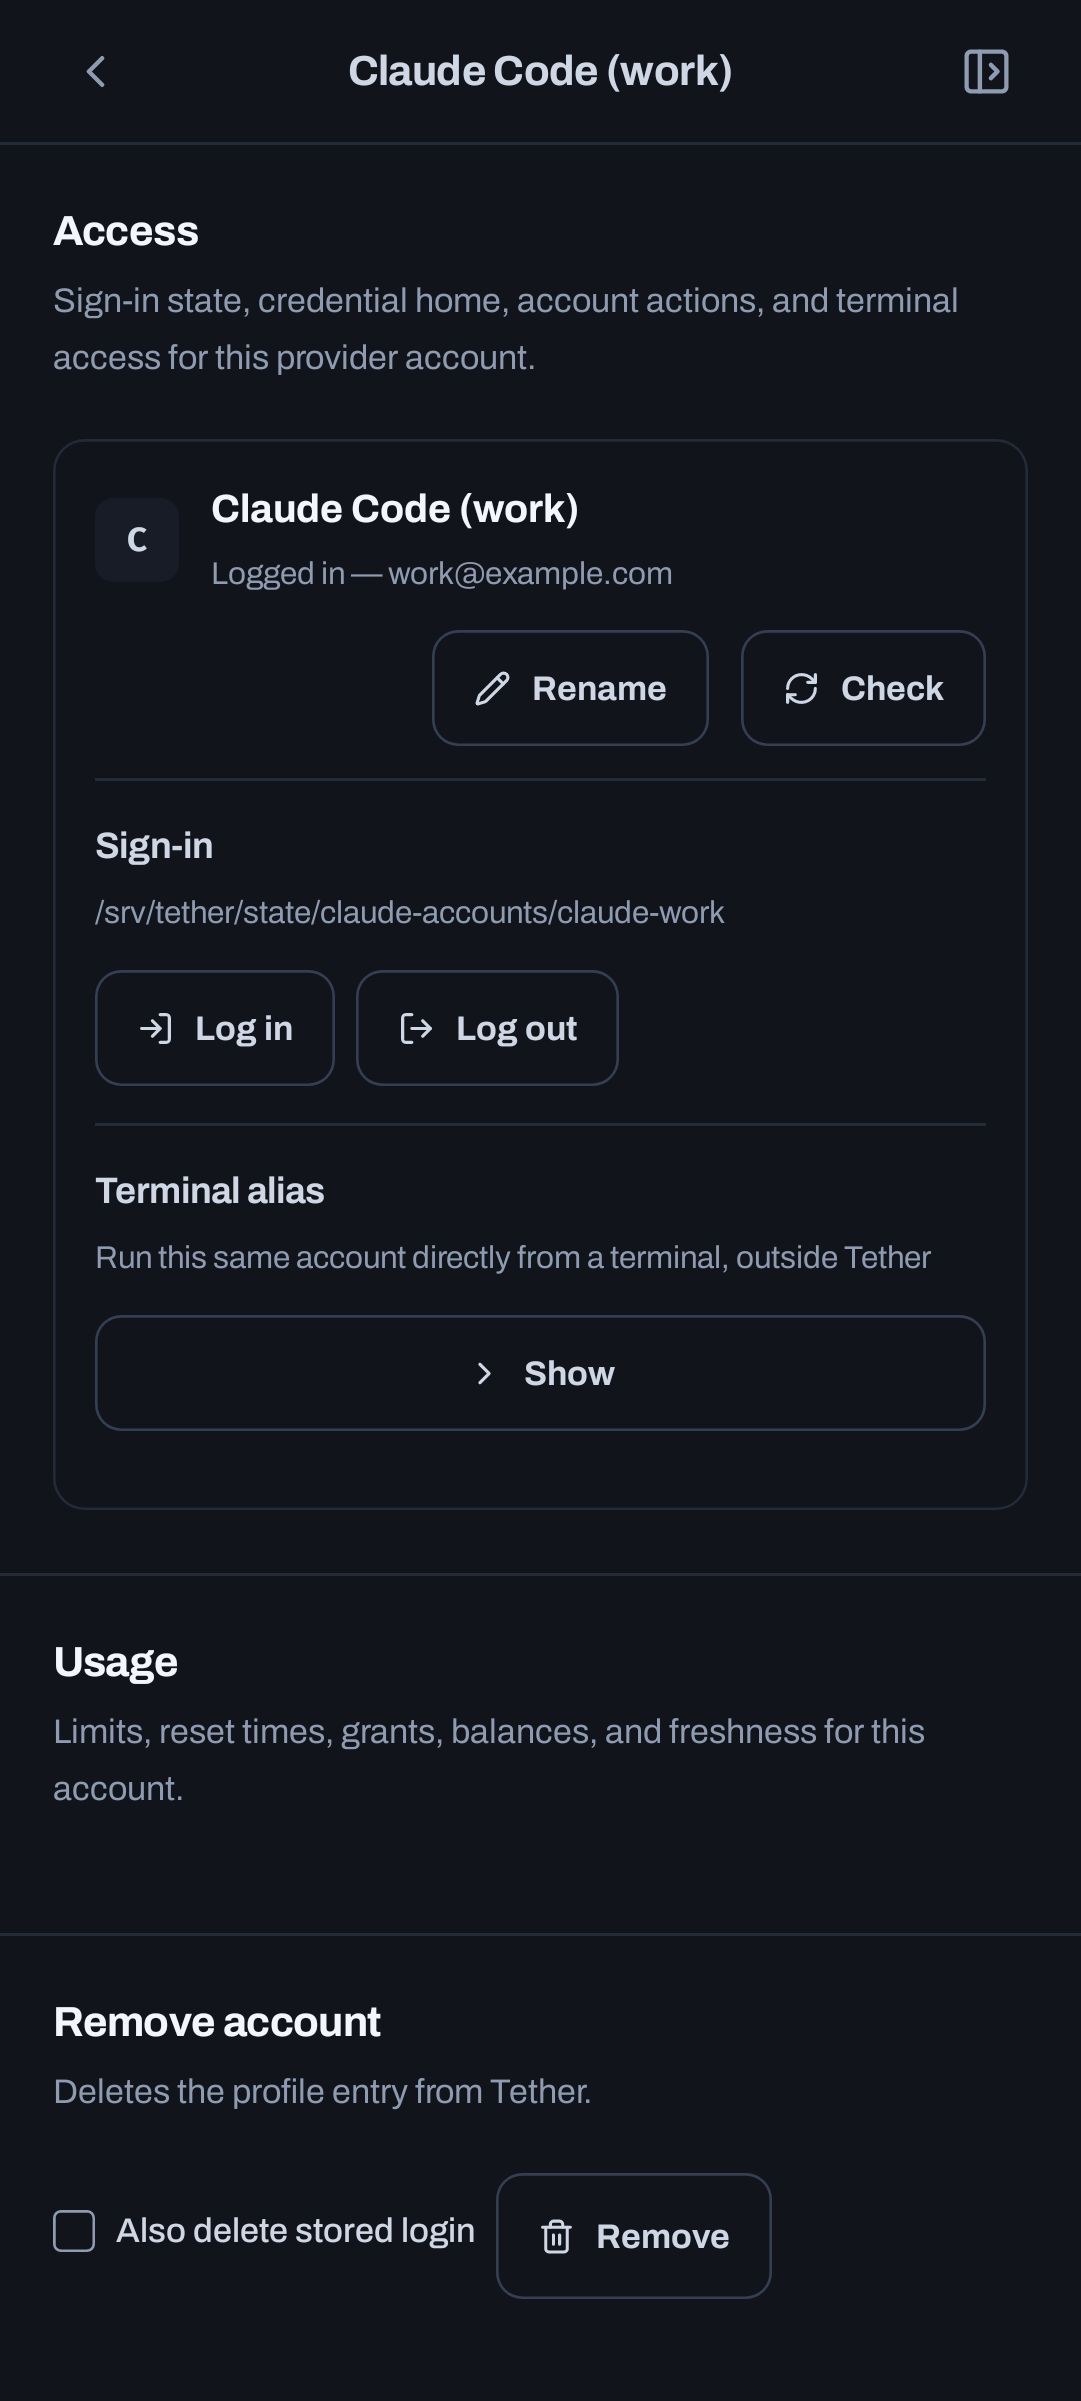 Claude Code (work)
Access
Sign-in state, credential home, account actions, and terminal
access for this provider account.
C
Claude Code (work)
Logged in — work@example.com
Rename
Check
Sign-in
/srv/tether/state/claude-accounts/claude-work
Log in
Log out
Terminal alias
Run this same account directly from a terminal, outside Tether
Show
Usage
Limits, reset times, grants, balances, and freshness for this
account.
Remove account
Deletes the profile entry from Tether.
Also delete stored login
Remove